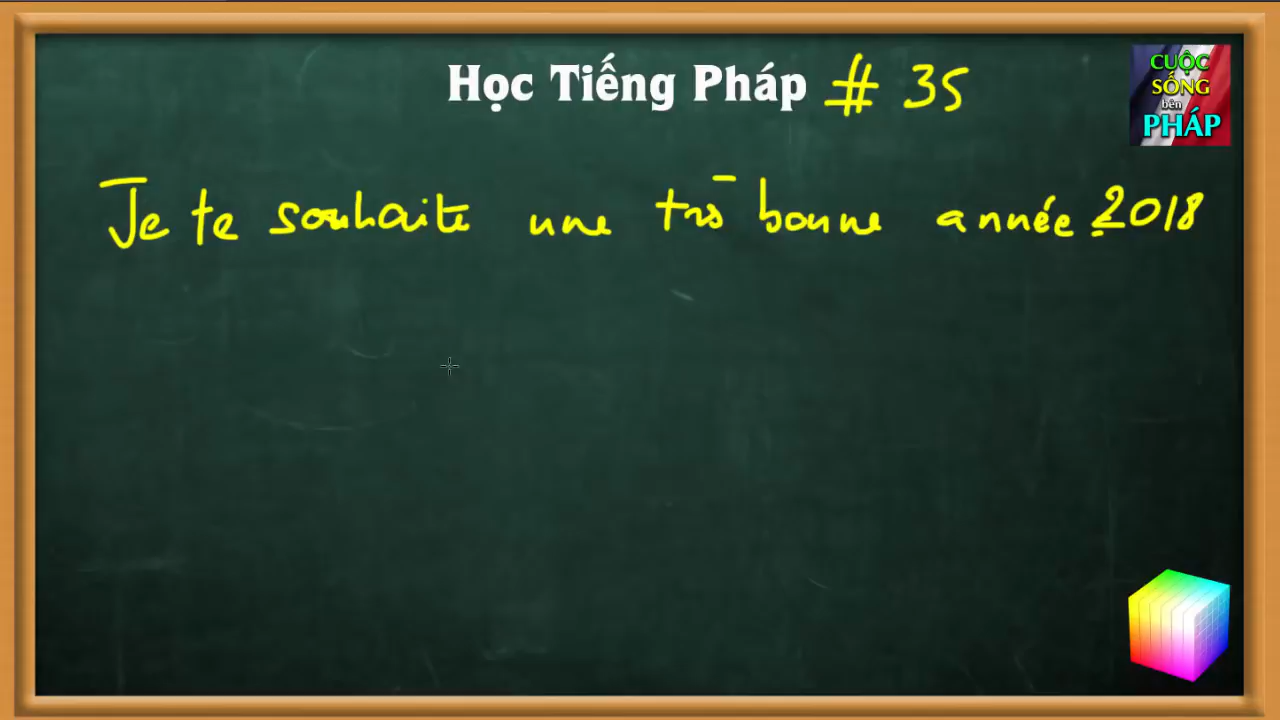 Học Tiếng Pháp # 35
CUỘC
SỐNG
bên
PHÁP
Je te souhaite une très bonne année 2018